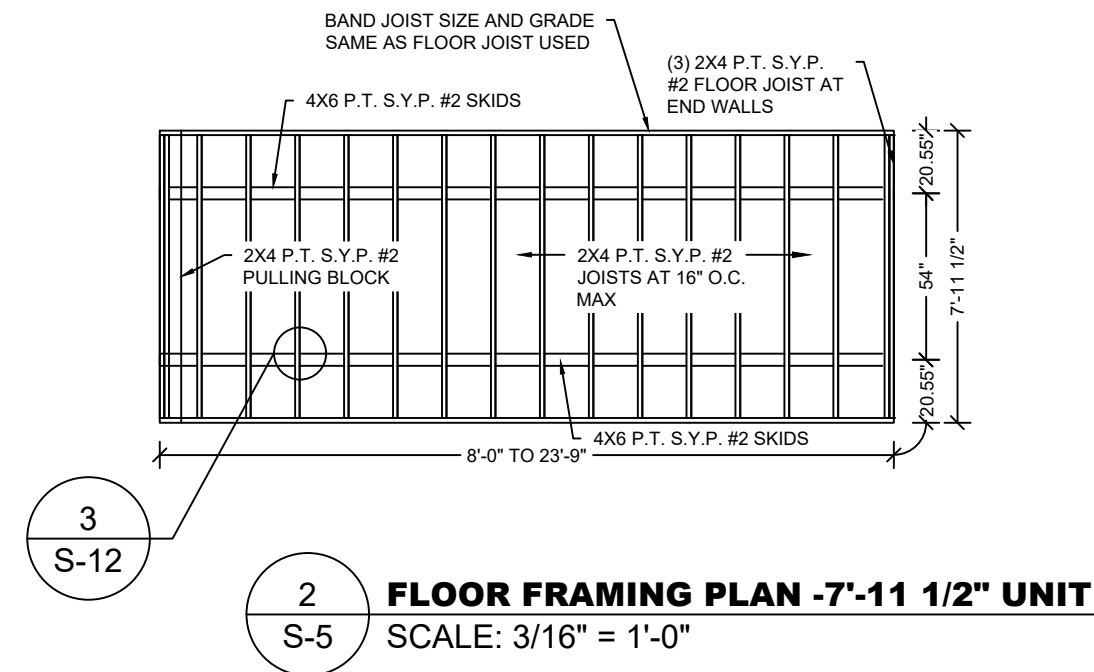 BAND JOIST SIZE AND GRADE
SAME AS FLOOR JOIST USED
(3) 2X4 P.T. S.Y.P.
#2 FLOOR JOIST AT
END WALLS
4X6 P.T. S.Y.P. #2 SKIDS
20.55"
2X4 P.T. S.Y.P. #2
PULLING BLOCK
2X4 P.T. S.Y.P. #2
JOISTS AT 16" O.C.
MAX
54"
7'-11 1/2"
20.55"
4X6 P.T. S.Y.P. #2 SKIDS
8'-0" TO 23'-9"
3
S-12
2
S-5
FLOOR FRAMING PLAN -7'-11 1/2" UNIT
SCALE: 3/16" = 1'-0"